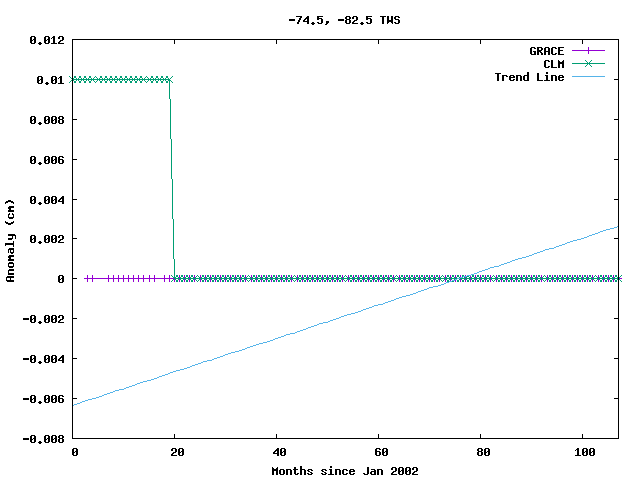 -74.5, -82.5 TWS
0.012
0.01
0.008
0.006
0.004
0.002
0
-0.002
-0.004
-0.006
-0.008
Anomaly (cm)
GRACE
CLM
Trend Line
0 20 40 60 80 100
Months since Jan 2002